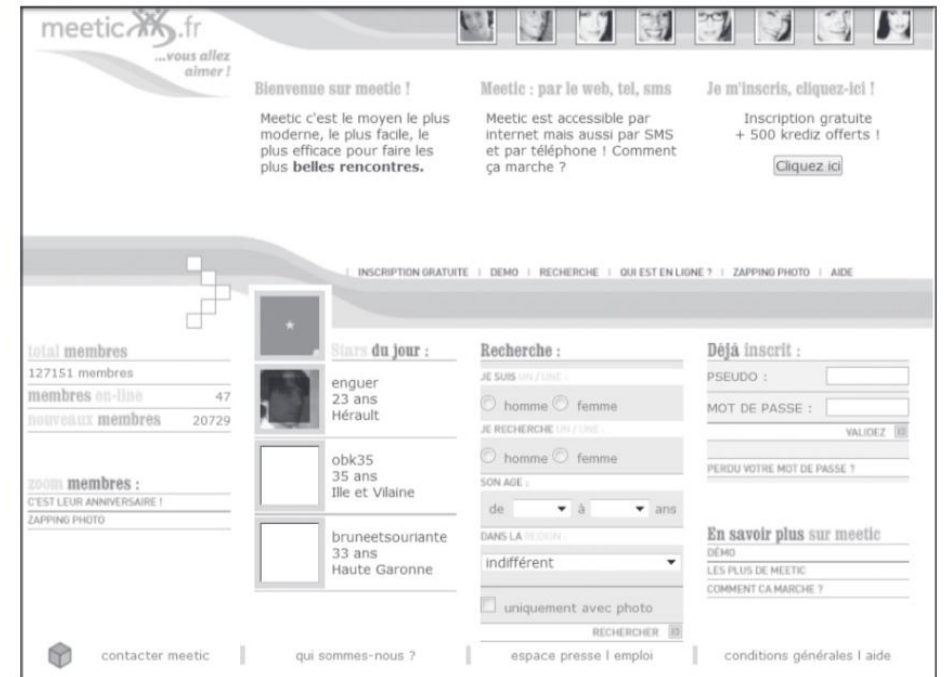 meetic.fr
...vous allez
aimer !
Bienvenue sur meetic !
Meetic c'est le moyen le plus
moderne, le plus facile, le
plus efficace pour faire les
plus belles rencontres.
Meetic : par le web, tel, sms
Meetic est accessible par
internet mais aussi par SMS
et par téléphone ! Comment
ça marche ?
Je m'inscris, cliquez-ici !
Inscription gratuite
+ 500 krediz offerts !
Cliquez ici
| INSCRIPTION GRATUITE | DEMO | RECHERCHE | QUI EST EN LIGNE ? | ZAPPING PHOTO | AIDE
total membres
127151 membres
membres on-line 47
nouveaux membres 20729
zoom membres :
C'EST LEUR ANNIVERSAIRE !
ZAPPING PHOTO
Stars du jour :
enguer
23 ans
Hérault
obk35
35 ans
Ille et Vilaine
bruneetsouriante
33 ans
Haute Garonne
Recherche :
JE SUIS UN / UNE :
homme femme
JE RECHERCHE UN / UNE :
homme femme
SON AGE :
de à ans
DANS LA RÉGION :
indifférent
uniquement avec photo
RECHERCHER
Déjà inscrit :
PSEUDO :
MOT DE PASSE :
VALIDEZ
PERDU VOTRE MOT DE PASSE ?
En savoir plus sur meetic
DÉMO
LES PLUS DE MEETIC
COMMENT CA MARCHE ?
contacter meetic | qui sommes-nous ? | espace presse l emploi | conditions générales l aide